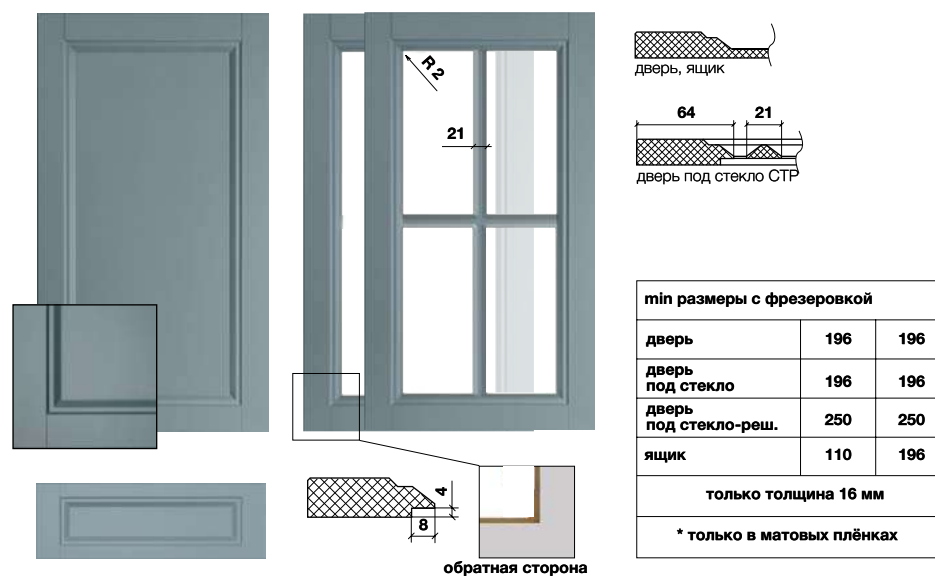 R 2
21
дверь, ящик
64 21
дверь под стекло СТР
min размеры с фрезеровкой
дверь 196 196
дверь
под стекло 196 196
дверь
под стекло-реш. 250 250
ящик 110 196
только толщина 16 мм
* только в матовых плёнках
4
8
обратная сторона